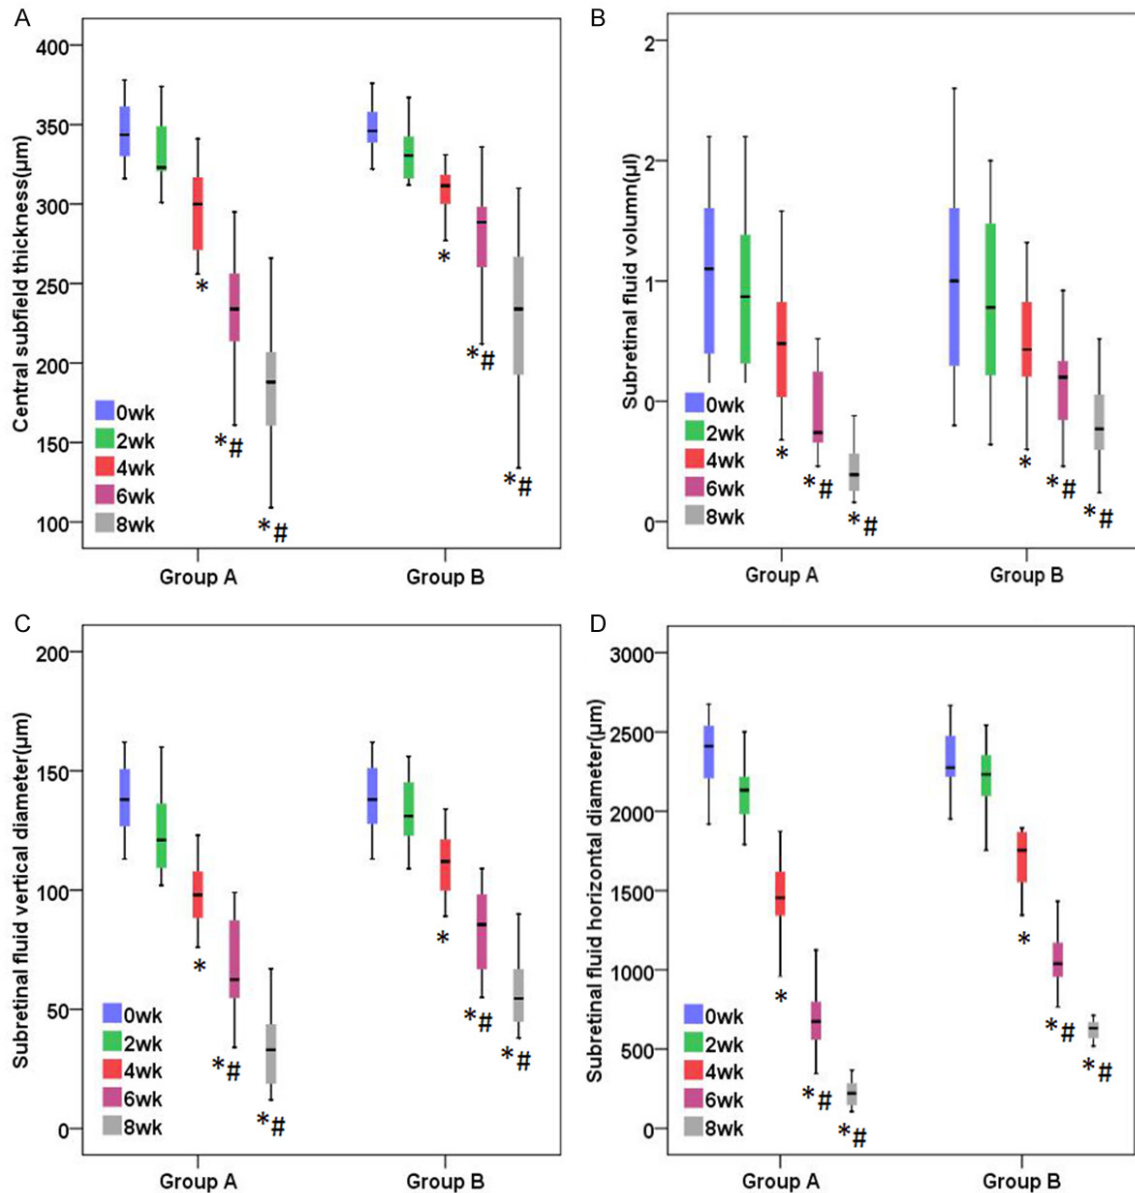 A
Central subfield thickness(µm)
400
350
300
250
200
150
100
0wk
2wk
4wk
6wk
8wk
*
*#
*#
*
*#
*#
Group A
Group B
B
Subretinal fluid volumn(µl)
2
2
1
0
0
0wk
2wk
4wk
6wk
8wk
*
*#
*#
*
*#
*#
Group A
Group B
C
Subretinal fluid vertical diameter(µm)
200
150
100
50
0
0wk
2wk
4wk
6wk
8wk
*
*#
*#
*
*#
*#
Group A
Group B
D
Subretinal fluid horizontal diameter(µm)
3000
2500
2000
1500
1000
500
0
0wk
2wk
4wk
6wk
8wk
*
*#
*#
*
*#
*#
Group A
Group B